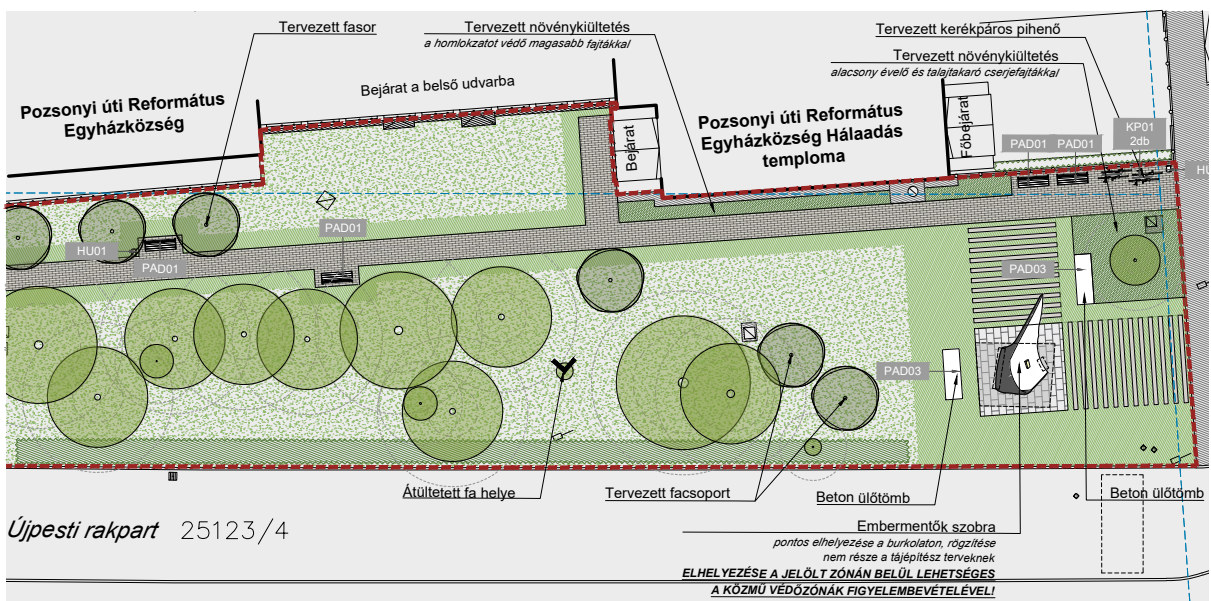 Tervezett fasor
Tervezett növénykiültetés
a homlokzatot védő magasabb fajtákkal
Tervezett kerékpáros pihenő
Tervezett növénykiültetés
alacsony évelő és talajtakaró cserjefajtákkal
Bejárat a belső udvarba
Pozsonyi úti Református
Egyházközség
Bejárat
Pozsonyi úti Református
Egyházközség Hálaadás
temploma
Főbejárat
PAD01
PAD01
KP01
2db
HU
HU01
PAD01
PAD01
PAD03
PAD03
Átültetett fa helye
Tervezett facsoport
Beton ülőtömb
Beton ülőtömb
Embermentők szobra
pontos elhelyezése a burkolaton, rögzítése
nem része a tájépítész terveknek
ELHELYEZÉSE A JELÖLT ZÓNÁN BELÜL LEHETSÉGES
A KÖZMŰ VÉDŐZÓNÁK FIGYELEMBEVÉTELÉVEL!
Újpesti rakpart 25123/4